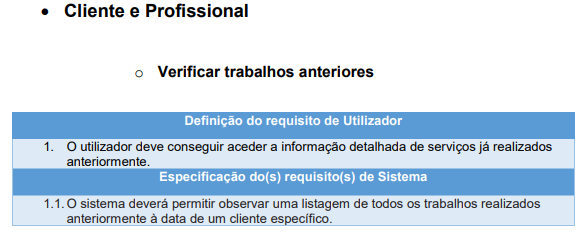 • Cliente e Profissional
o Verificar trabalhos anteriores
Definição do requisito de Utilizador
1. O utilizador deve conseguir aceder a informação detalhada de serviços já realizados
anteriormente.
Especificação do(s) requisito(s) de Sistema
1.1. O sistema deverá permitir observar uma listagem de todos os trabalhos realizados
anteriormente à data de um cliente específico.